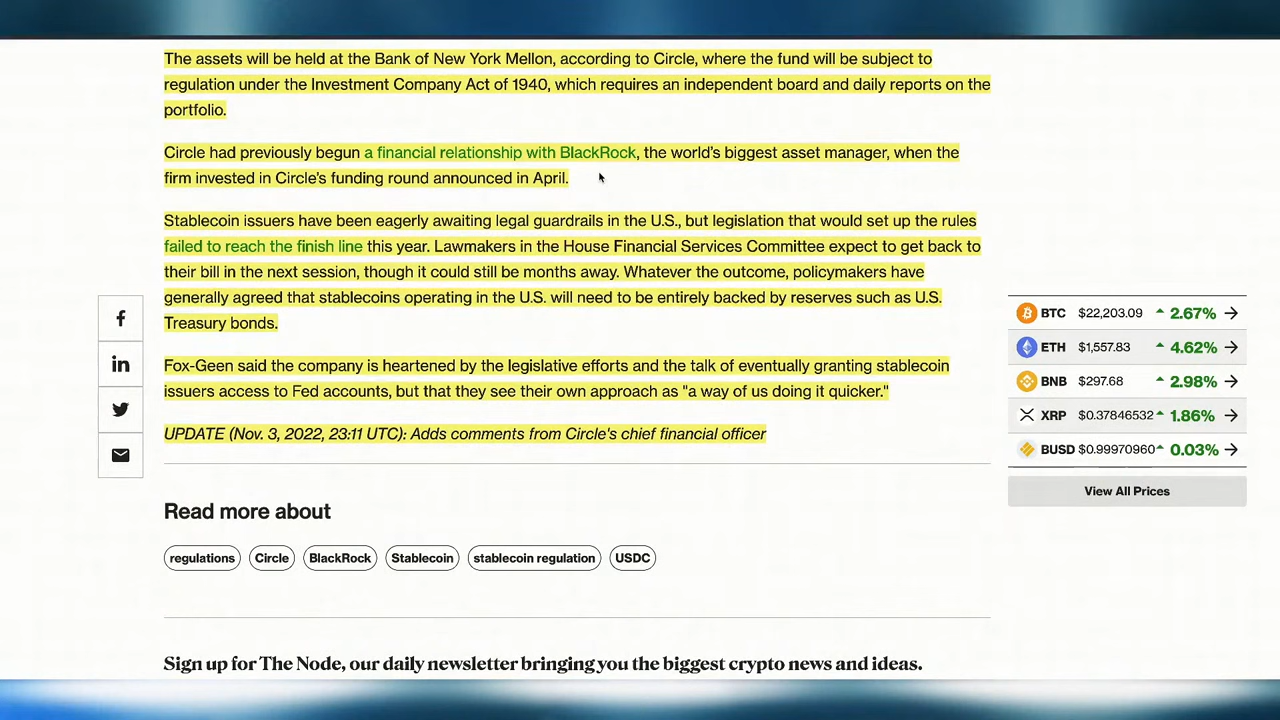 The assets will be held at the Bank of New York Mellon, according to Circle, where the fund will be subject to
regulation under the Investment Company Act of 1940, which requires an independent board and daily reports on the
portfolio.
Circle had previously begun a financial relationship with BlackRock, the world's biggest asset manager, when the
firm invested in Circle's funding round announced in April.
Stablecoin issuers have been eagerly awaiting legal guardrails in the U.S., but legislation that would set up the rules
failed to reach the finish line this year. Lawmakers in the House Financial Services Committee expect to get back to
their bill in the next session, though it could still be months away. Whatever the outcome, policymakers have
generally agreed that stablecoins operating in the U.S. will need to be entirely backed by reserves such as U.S.
Treasury bonds.
Fox-Geen said the company is heartened by the legislative efforts and the talk of eventually granting stablecoin
issuers access to Fed accounts, but that they see their own approach as "a way of us doing it quicker."
UPDATE (Nov. 3, 2022, 23:11 UTC): Adds comments from Circle's chief financial officer
BTC $22,203.09 2.67%
ETH $1,557.83 4.62%
BNB $297.68 2.98%
XRP $0.37846532 1.86%
BUSD $0.99970960 0.03%
View All Prices
Read more about
regulations Circle BlackRock Stablecoin stablecoin regulation USDC
Sign up for The Node, our daily newsletter bringing you the biggest crypto news and ideas.